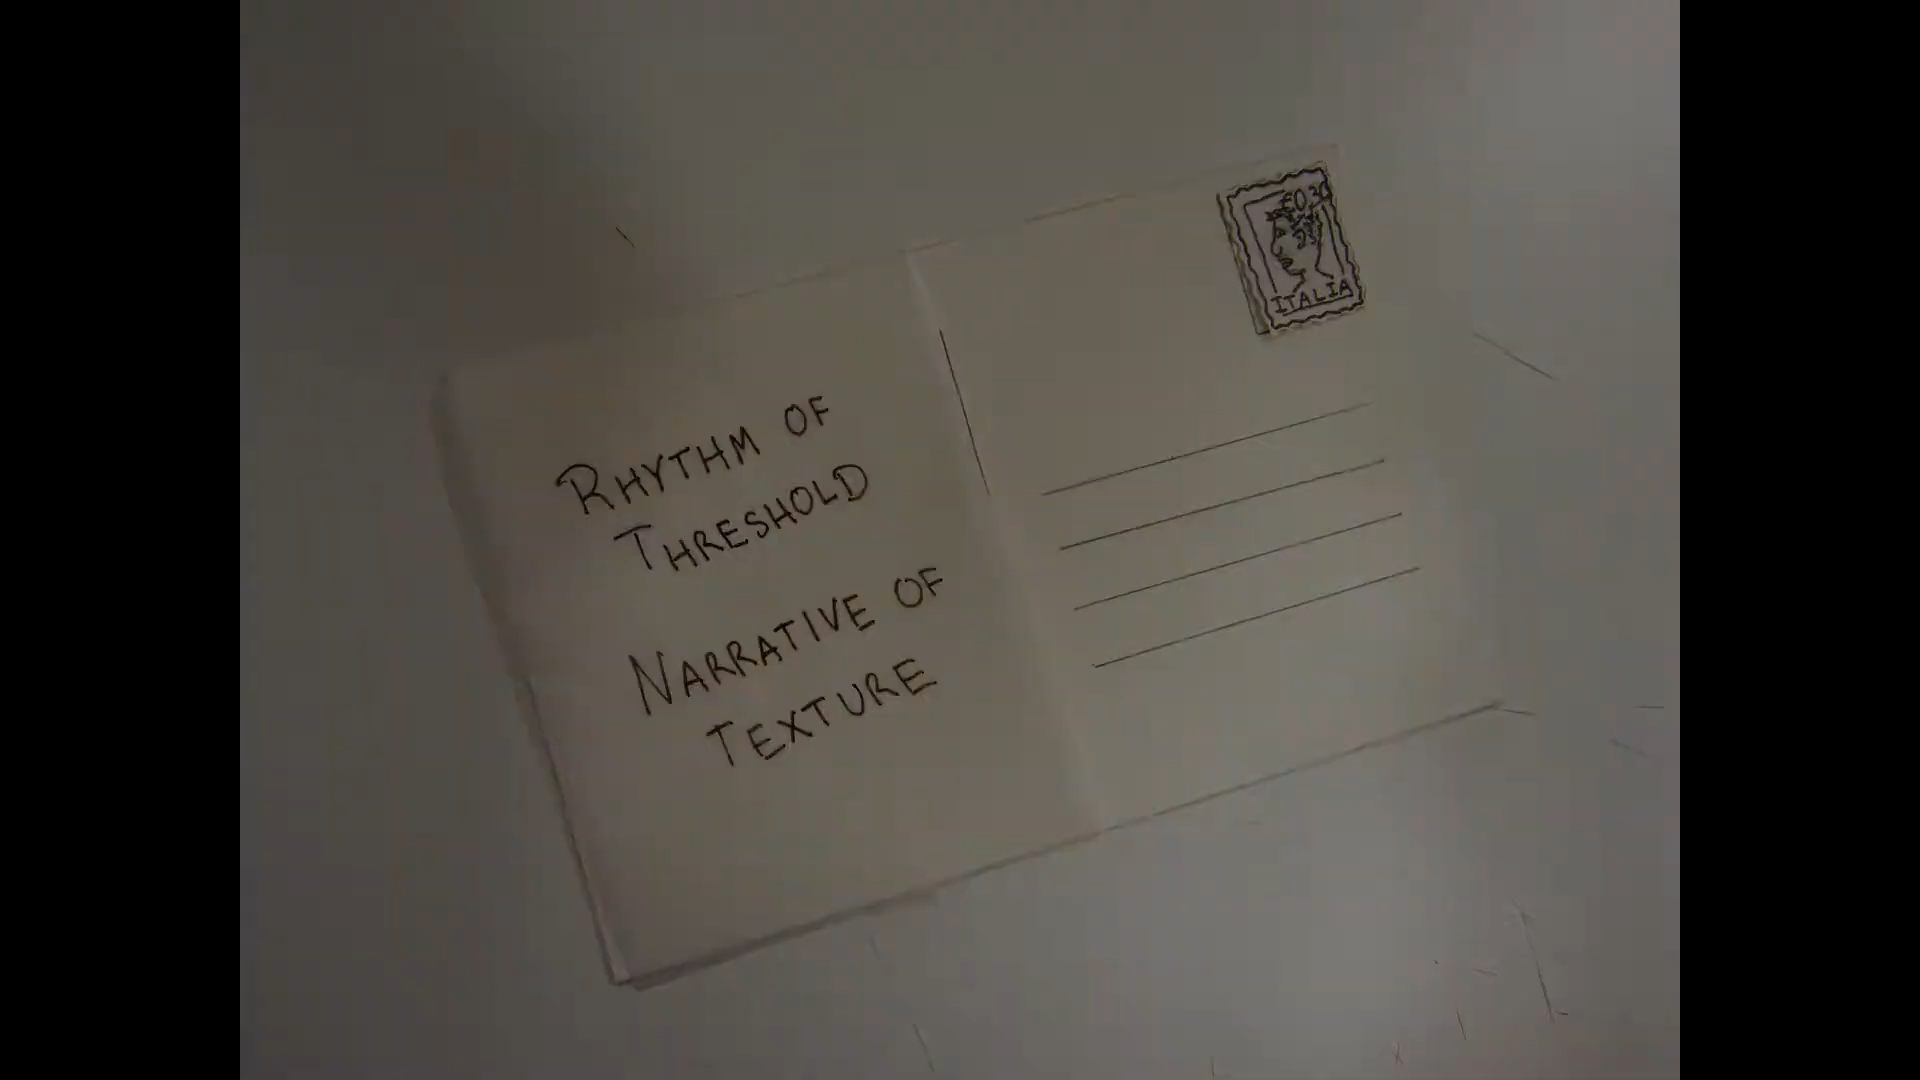 RHYTHM OF
THRESHOLD
NARRATIVE OF
TEXTURE
ITALIA